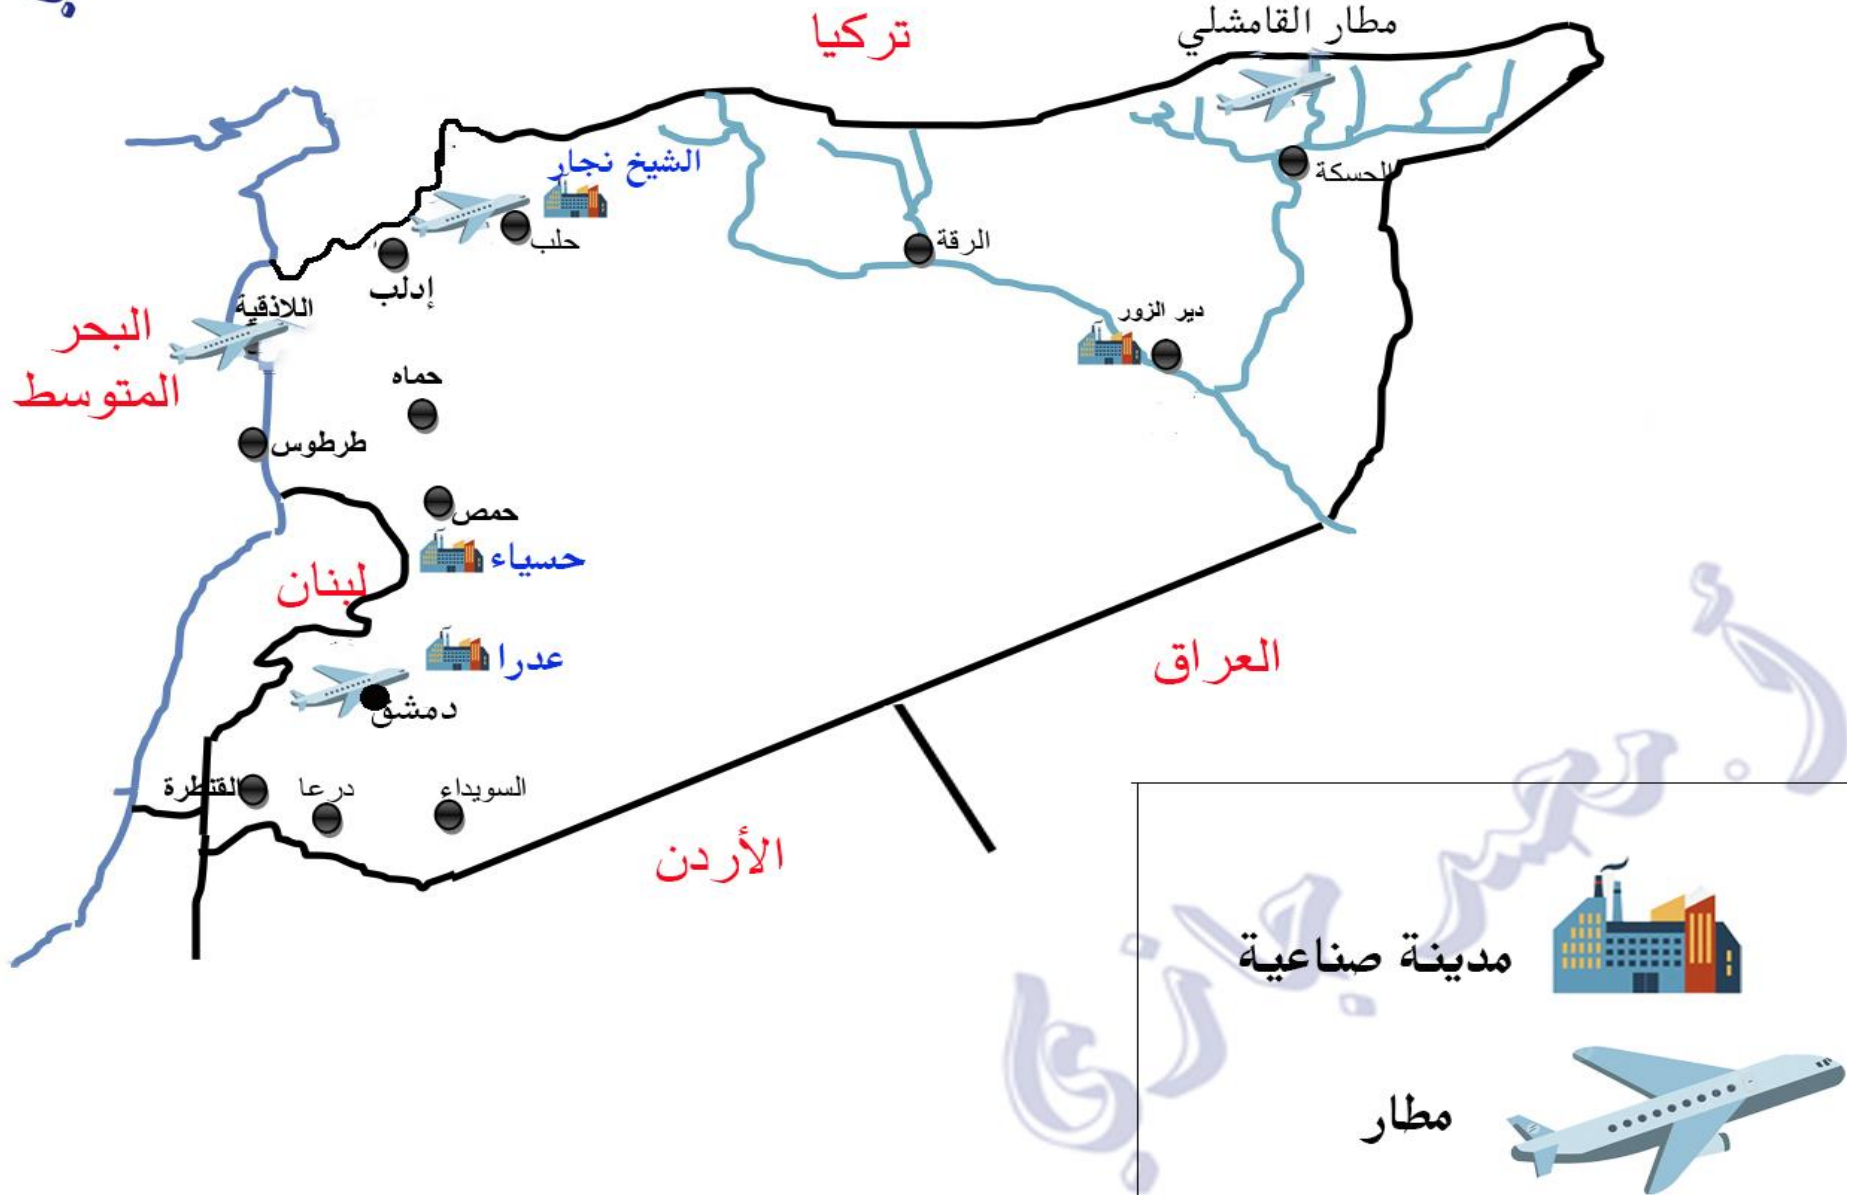 تركيا
مطار القامشلي
الشيخ نجار
الحسكة
حلب
الرقة
إدلب
اللاذقية
دير الزور
البحر
المتوسط
حماه
طرطوس
حمص
حسياء
لبنان
عدرا
العراق
دمشق
القنطرة
درعا
السويداء
الأردن
مدينة صناعية
مطار